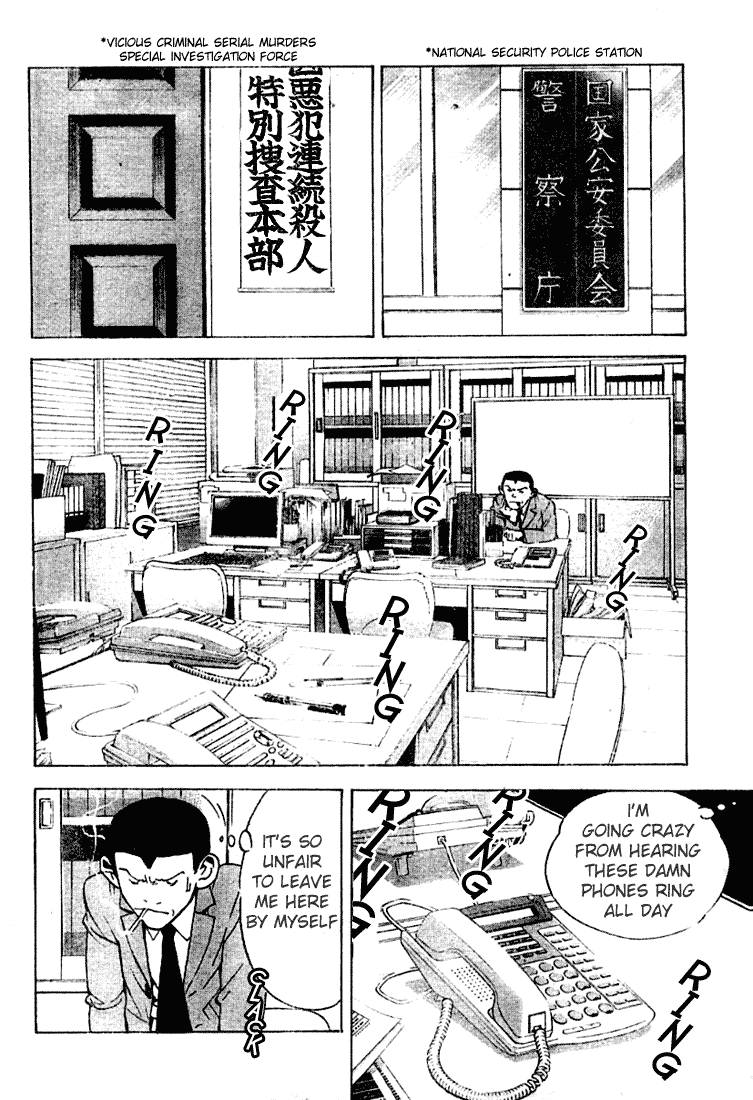 *NATIONAL SECURITY POLICE STATION
国家公安委員会
警察庁
*VICIOUS CRIMINAL SERIAL MURDERS
SPECIAL INVESTIGATION FORCE
凶悪犯連続殺人
特別捜査本部
RING
RING
RING
RING
RING
I'M
GOING CRAZY
FROM HEARING
THESE DAMN
PHONES RING
ALL DAY
RING
RING
RING
IT'S SO
UNFAIR
TO LEAVE
ME HERE
BY MYSELF
CLACK